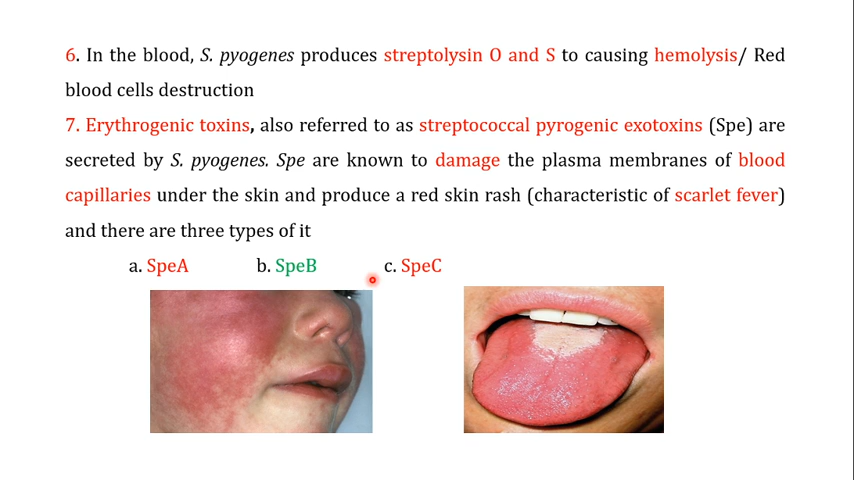 6. In the blood, S. pyogenes produces streptolysin O and S to causing hemolysis/ Red
blood cells destruction
7. Erythrogenic toxins, also referred to as streptococcal pyrogenic exotoxins (Spe) are
secreted by S. pyogenes. Spe are known to damage the plasma membranes of blood
capillaries under the skin and produce a red skin rash (characteristic of scarlet fever)
and there are three types of it
a. SpeA b. SpeB c. SpeC